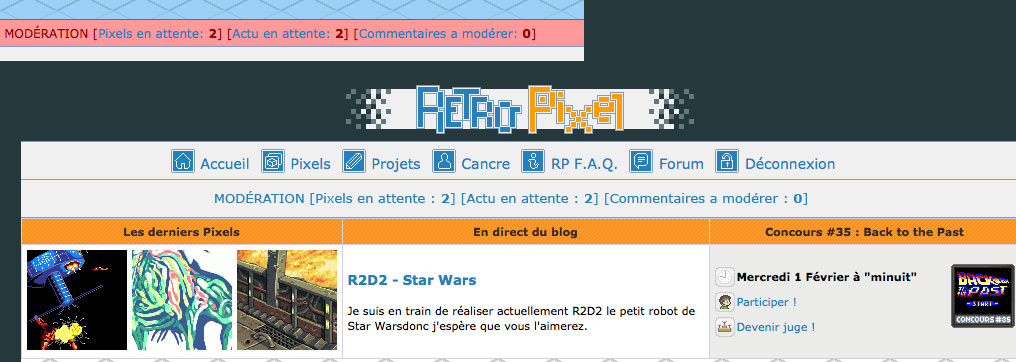 MODÉRATION [Pixels en attente: 2] [Actu en attente: 2] [Commentaires a modérer: 0]
RETRO PixEl
Accueil Pixels Projets Cancre RP F.A.Q. Forum Déconnexion
MODÉRATION [Pixels en attente : 2] [Actu en attente : 2] [Commentaires a modérer : 0]
Les derniers Pixels
En direct du blog
R2D2 - Star Wars
Je suis en train de réaliser actuellement R2D2 le petit robot de
Star Warsdonc j'espère que vous l'aimerez.
Concours #35 : Back to the Past
Mercredi 1 Février à "minuit"
Participer !
Devenir juge !
BACK
TO THE
PAST
START
CONCOURS #35